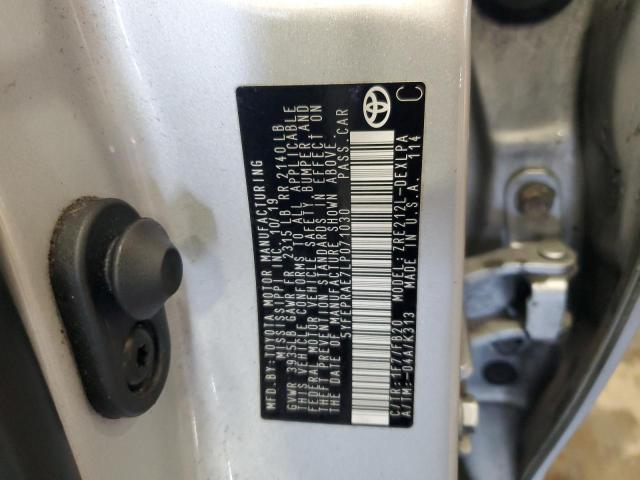 MFD.BY: TOYOTA MOTOR MANUFACTURING
MISSISSIPPI, INC. 10/19
GVWR 3935LB GAWR FR 2315 LB RR 2140 LB
THIS VEHICLE CONFORMS TO ALL APPLICABLE
FEDERAL MOTOR VEHICLE SAFETY, BUMPER AND
THEFT PREVENTION STANDARDS IN EFFECT ON
THE DATE OF MANUFACTURE SHOWN ABOVE.
5YFEPRAE7LP071030 PASS.CAR
C/TR: 1F7/FB20 MODEL: ZRE212L-DEXLPA
A/TM:-04A/K313 MADE IN U.S.A. 114
C